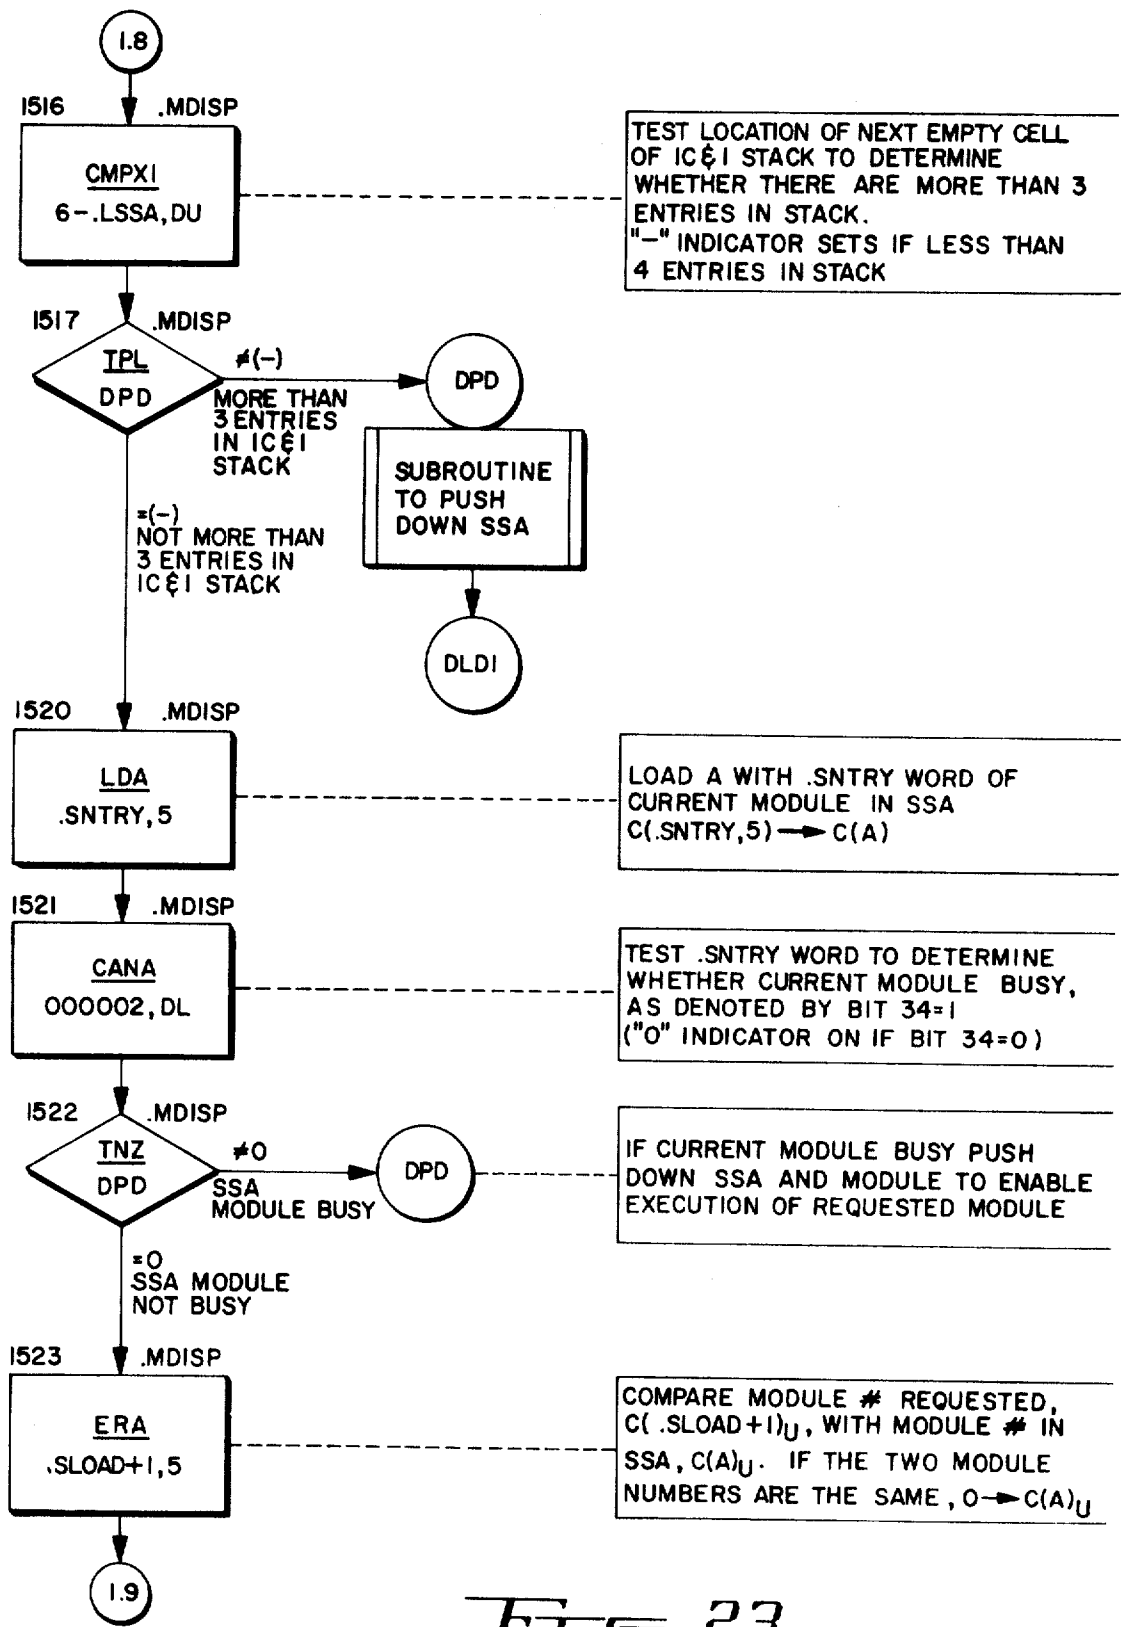 1.8
1516 .MDISP
CMPX1
6-.LSSA,DU
TEST LOCATION OF NEXT EMPTY CELL
OF IC&I STACK TO DETERMINE
WHETHER THERE ARE MORE THAN 3
ENTRIES IN STACK.
"-" INDICATOR SETS IF LESS THAN
4 ENTRIES IN STACK
1517 .MDISP
TPL
DPD
≠(-)
MORE THAN
3 ENTRIES
IN IC&I
STACK
DPD
SUBROUTINE
TO PUSH
DOWN SSA
DLD1
=(-)
NOT MORE THAN
3 ENTRIES IN
IC&I STACK
1520 .MDISP
LDA
.SNTRY,5
LOAD A WITH .SNTRY WORD OF
CURRENT MODULE IN SSA
C(.SNTRY,5)→C(A)
1521 .MDISP
CANA
000002,DL
TEST .SNTRY WORD TO DETERMINE
WHETHER CURRENT MODULE BUSY,
AS DENOTED BY BIT 34=1
("0" INDICATOR ON IF BIT 34=0)
1522 .MDISP
TNZ
DPD
≠0
SSA
MODULE BUSY
DPD
IF CURRENT MODULE BUSY PUSH
DOWN SSA AND MODULE TO ENABLE
EXECUTION OF REQUESTED MODULE
=0
SSA MODULE
NOT BUSY
1523 .MDISP
ERA
.SLOAD+1,5
COMPARE MODULE # REQUESTED,
C(.SLOAD+1)U, WITH MODULE # IN
SSA, C(A)U. IF THE TWO MODULE
NUMBERS ARE THE SAME, 0→C(A)U
1.9
FIG 23